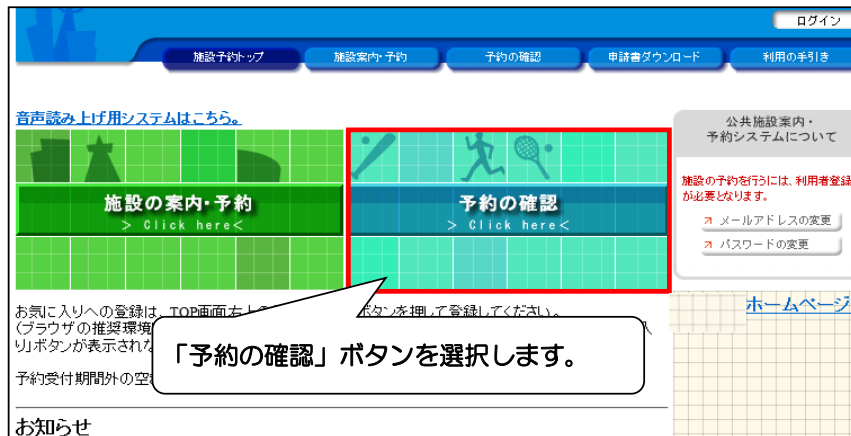 ログイン
施設予約トップ
施設案内・予約
予約の確認
申請書ダウンロード
利用の手引き
音声読み上げ用システムはこちら。
施設の案内・予約
> Click here<
予約の確認
> Click here<
公共施設案内・
予約システムについて
施設の予約を行うには、利用者登録
が必要となります。
メールアドレスの変更
パスワードの変更
ホームページ
お気に入りへの登録は、TOP画面右上の
ボタンを押して登録してください。
(ブラウザの推奨環境
り」ボタンが表示されな
予約受付期間外の空
「予約の確認」ボタンを選択します。
お知らせ